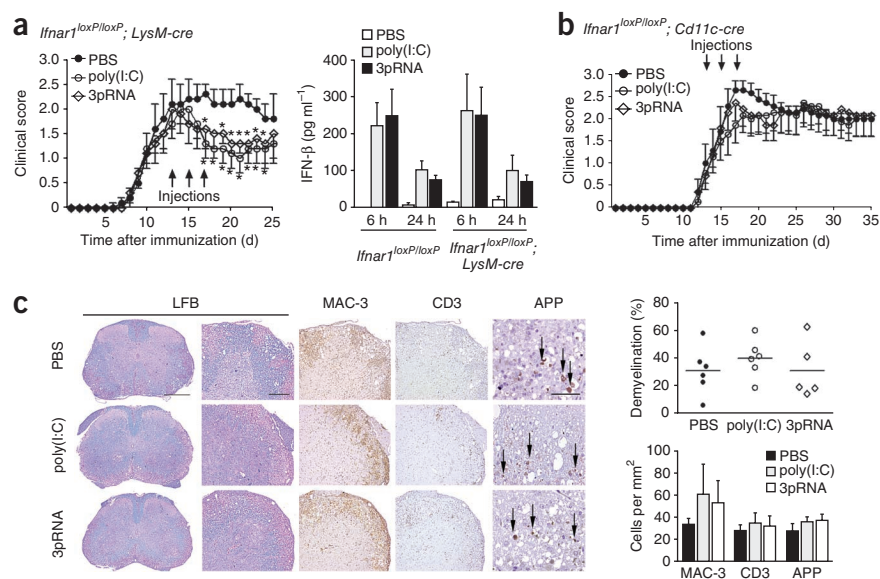 a
Ifnar1loxP/loxP; LysM-cre
PBS
poly(I:C)
3pRNA
Clinical score
3.0
2.5
2.0
1.5
1.0
0.5
0
Injections
* * * * * * * * * * * * * * * *
0 5 10 15 20 25
Time after immunization (d)
PBS
poly(I:C)
3pRNA
IFN-β (pg ml−1)
400
300
200
100
0
6 h 24 h 6 h 24 h
Ifnar1loxP/loxP
Ifnar1loxP/loxP;
LysM-cre
b
Ifnar1loxP/loxP; Cd11c-cre
Injections
PBS
poly(I:C)
3pRNA
Clinical score
3.0
2.5
2.0
1.5
1.0
0.5
0
0 5 10 15 20 25 30 35
Time after immunization (d)
c
LFB MAC-3 CD3 APP
PBS
poly(I:C)
3pRNA
Demyelination (%)
80
60
40
20
0
PBS poly(I:C) 3pRNA
PBS
poly(I:C)
3pRNA
Cells per mm2
100
80
60
40
20
0
MAC-3 CD3 APP